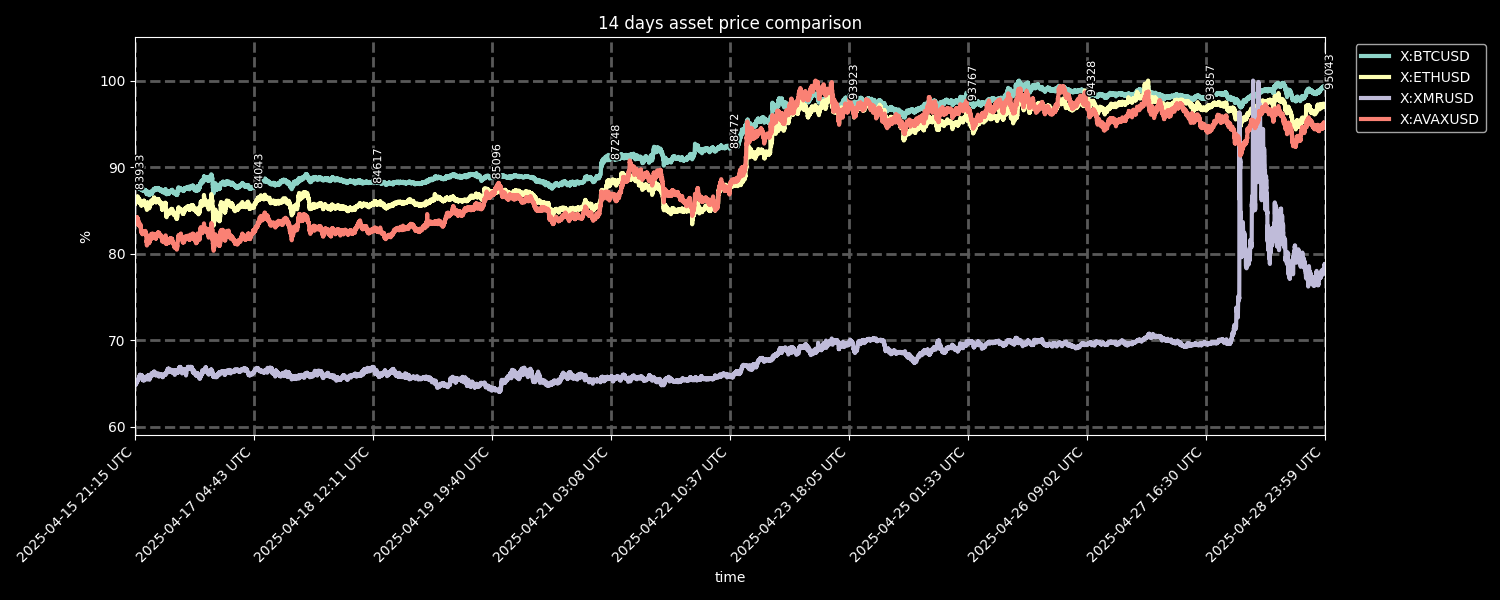 14 days asset price comparison
X:BTCUSD
X:ETHUSD
X:XMRUSD
X:AVAXUSD
%
100
90
80
70
60
83933
84043
84617
85096
87248
88472
93923
93767
94328
93857
95043
2025-04-15 21:15 UTC
2025-04-17 04:43 UTC
2025-04-18 12:11 UTC
2025-04-19 19:40 UTC
2025-04-21 03:08 UTC
2025-04-22 10:37 UTC
2025-04-23 18:05 UTC
2025-04-25 01:33 UTC
2025-04-26 09:02 UTC
2025-04-27 16:30 UTC
2025-04-28 23:59 UTC
time